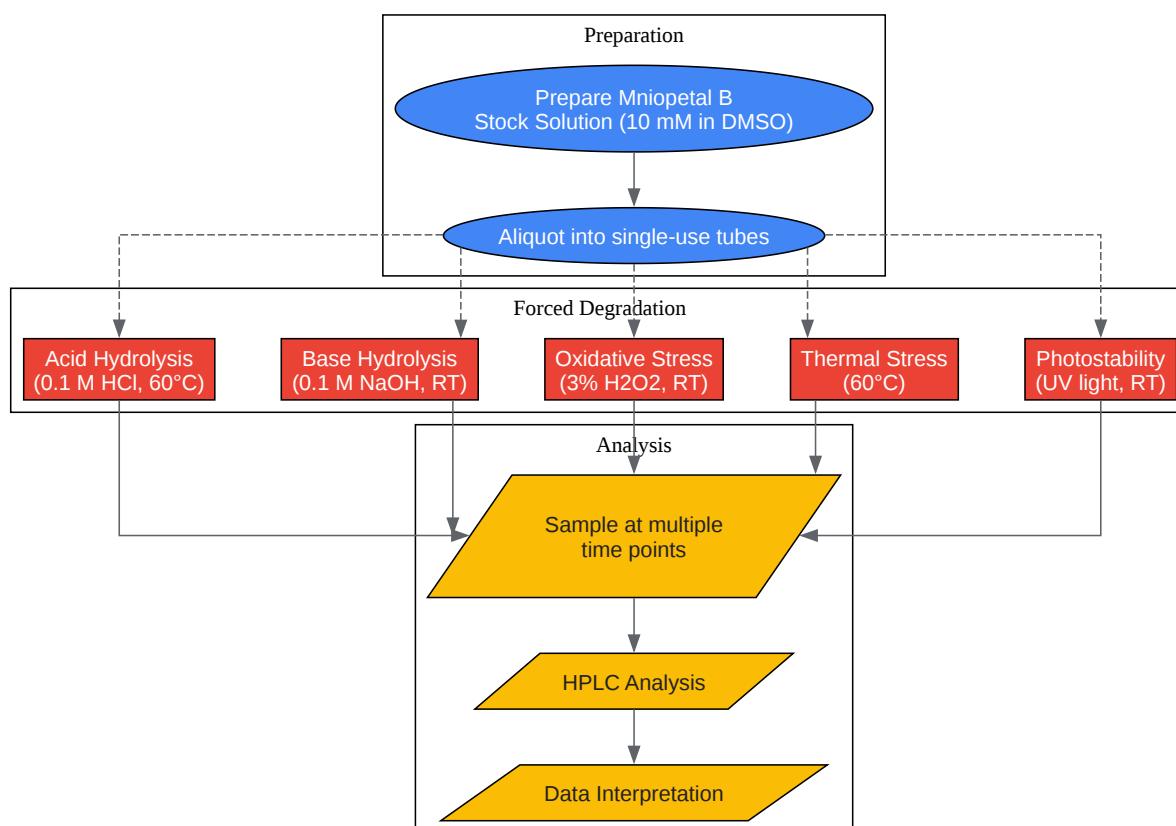 Preparation
Prepare Mniopetal B
Stock Solution (10 mM in DMSO)
Aliquot into single-use tubes
Forced Degradation
Acid Hydrolysis
(0.1 M HCl, 60°C)
Base Hydrolysis
(0.1 M NaOH, RT)
Oxidative Stress
(3% H2O2, RT)
Thermal Stress
(60°C)
Photostability
(UV light, RT)
Analysis
Sample at multiple
time points
HPLC Analysis
Data Interpretation